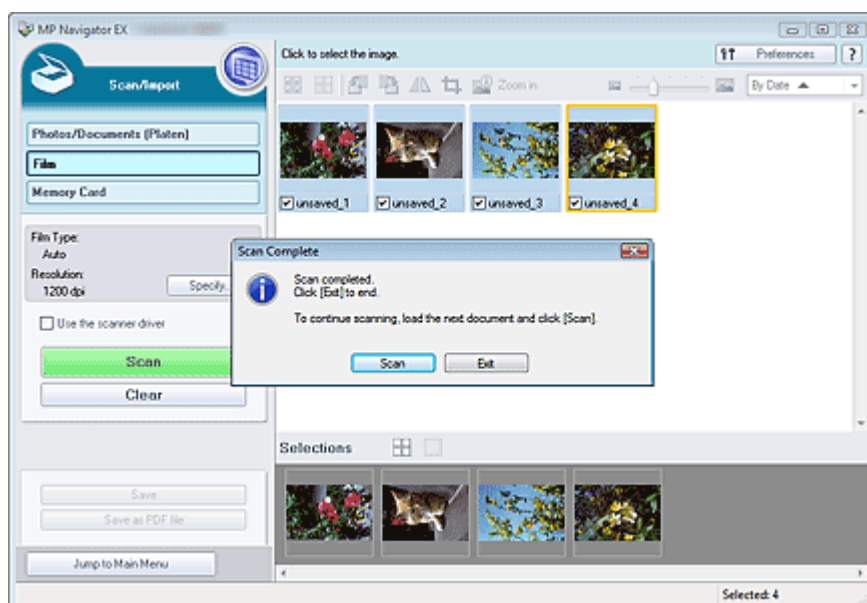 MP Navigator EX
Scan/Import
Click to select the image.
Preferences
?
Zoom in
By Date
Photos/Documents (Platen)
Film
Memory Card
unsaved_1
unsaved_2
unsaved_3
unsaved_4
Film Type:
Auto
Resolution:
1200 dpi
Specify...
Use the scanner driver
Scan
Clear
Scan Complete
Scan completed.
Click [Exit] to end.
To continue scanning, load the next document and click [Scan].
Scan
Exit
Selections
Save
Save as PDF file
Jump to Main Menu
Selected: 4